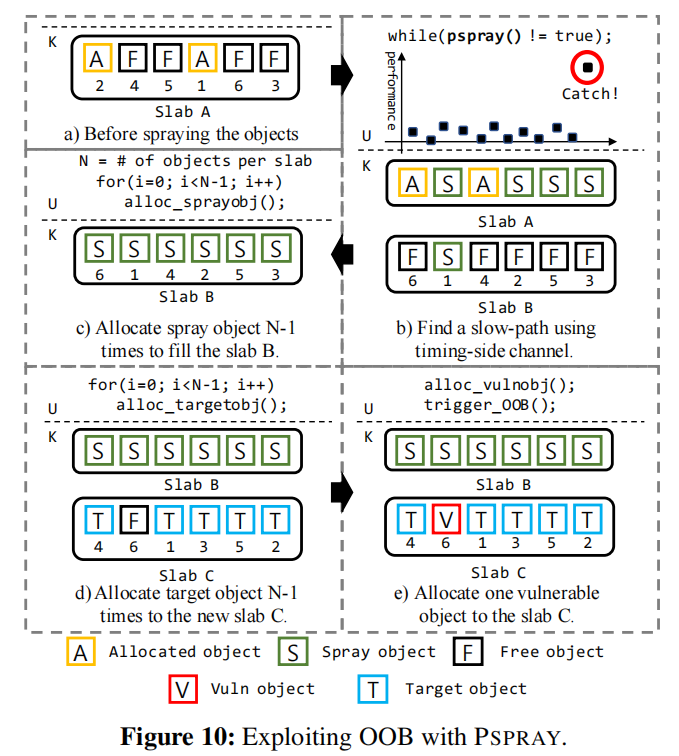 K
A F F A F F
2 4 5 1 6 3
Slab A
a) Before spraying the objects
while(pspray() != true);
performance
Catch!
U
K
A S A S S S
Slab A
F S F F F F
6 1 4 2 5 3
Slab B
b) Find a slow-path using
timing-side channel.
N = # of objects per slab
for(i=0; i<N-1; i++)
U alloc_sprayobj();
K
S S S S S S
6 1 4 2 5 3
Slab B
c) Allocate spray object N-1
times to fill the slab B.
for(i=0; i<N-1; i++)
U alloc_targetobj();
K
S S S S S S
Slab B
T F T T T T
4 6 1 3 5 2
Slab C
d) Allocate target object N-1
times to the new slab C.
alloc_vulnobj();
U trigger_OOB();
K
S S S S S S
Slab B
T V T T T T
4 6 1 3 5 2
Slab C
e) Allocate one vulnerable
object to the slab C.
A Allocated object S Spray object F Free object
V Vuln object T Target object
Figure 10: Exploiting OOB with PSPRAY.